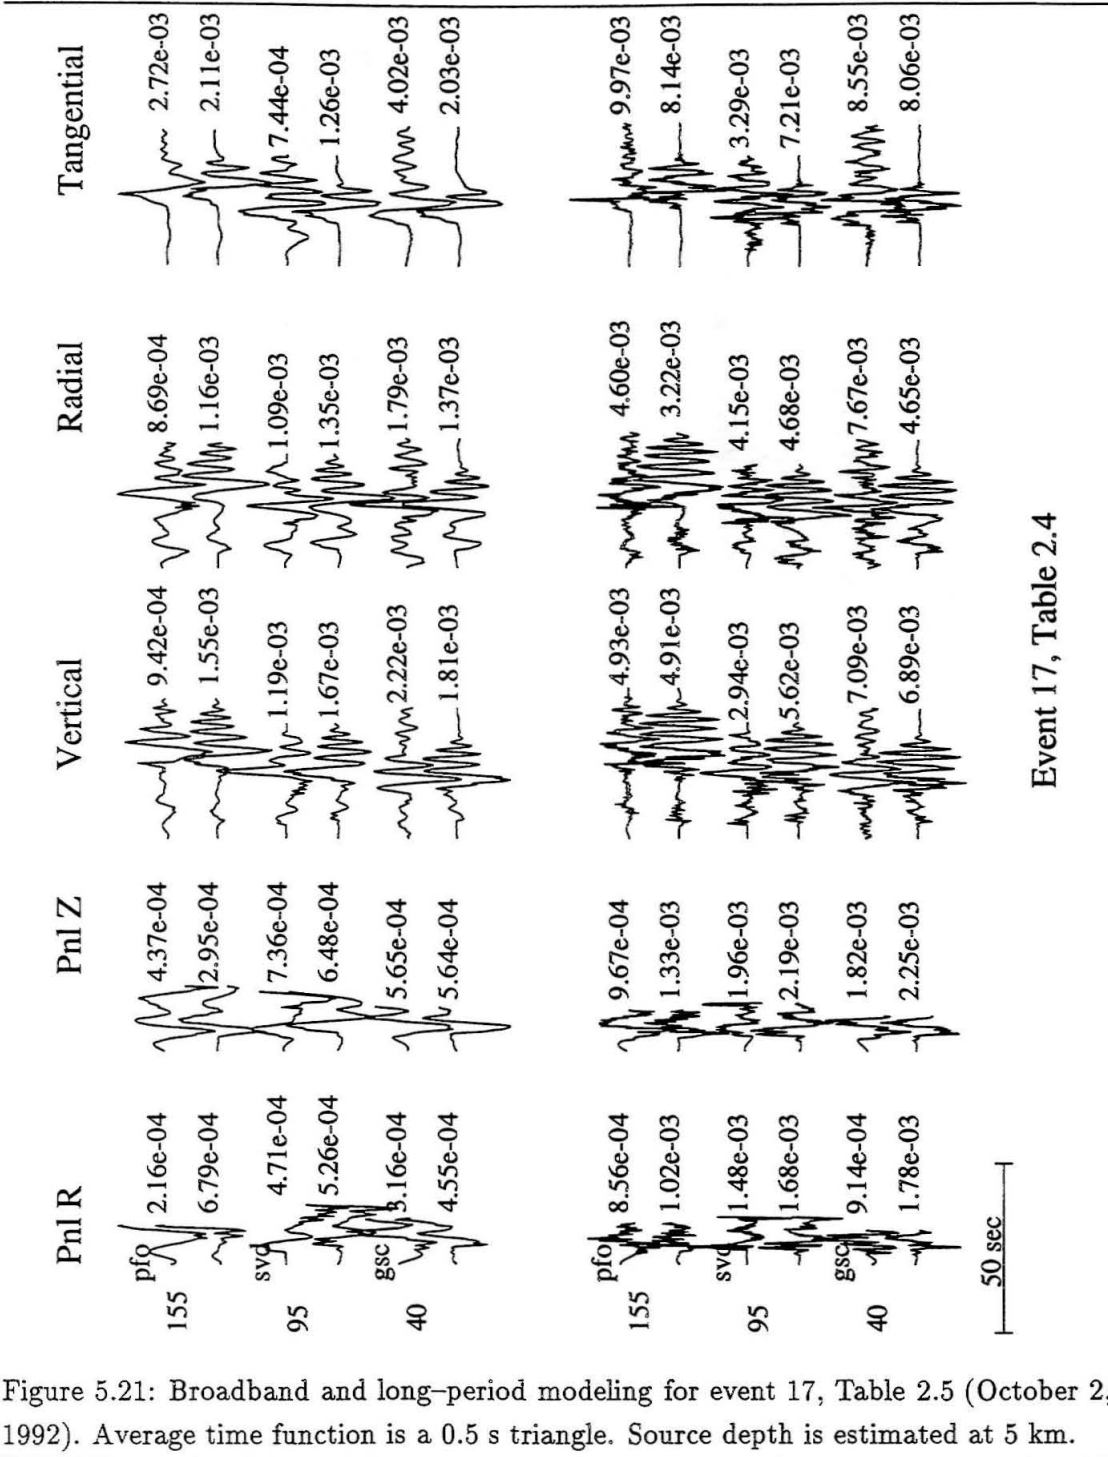 Pnl R Pnl Z Vertical Radial Tangential
pfo 2.16e-04 4.37e-04 9.42e-04 8.69e-04 2.72e-03
155 6.79e-04 2.95e-04 1.55e-03 1.16e-03 2.11e-03
svc 4.71e-04 7.36e-04 1.19e-03 1.09e-03 7.44e-04
95 5.26e-04 6.48e-04 1.67e-03 1.35e-03 1.26e-03
gsc 3.16e-04 5.65e-04 2.22e-03 1.79e-03 4.02e-03
40 4.55e-04 5.64e-04 1.81e-03 1.37e-03 2.03e-03
pfo 8.56e-04 9.67e-04 4.93e-03 4.60e-03 9.97e-03
155 1.02e-03 1.33e-03 4.91e-03 3.22e-03 8.14e-03
svc 1.48e-03 1.96e-03 2.94e-03 4.15e-03 3.29e-03
95 1.68e-03 2.19e-03 5.62e-03 4.68e-03 7.21e-03
gsc 9.14e-04 1.82e-03 7.09e-03 7.67e-03 8.55e-03
40 1.78e-03 2.25e-03 6.89e-03 4.65e-03 8.06e-03
50 sec
Event 17, Table 2.4
Figure 5.21: Broadband and long–period modeling for event 17, Table 2.5 (October 2,
1992). Average time function is a 0.5 s triangle. Source depth is estimated at 5 km.